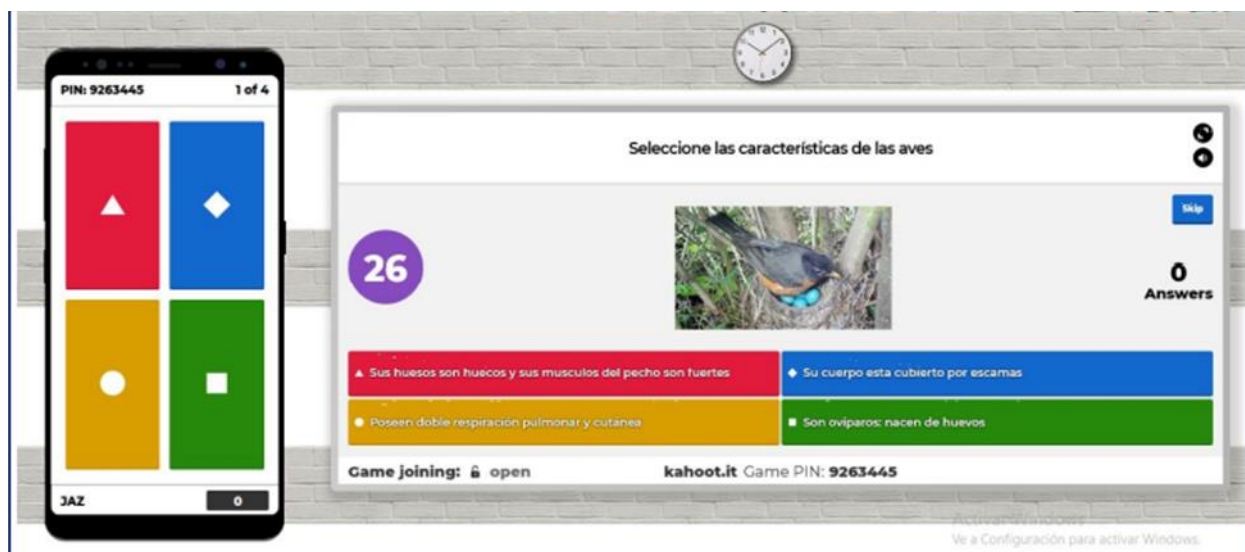 PIN: 9263445 1 of 4
JAZ 0
Seleccione las características de las aves
Skip
26
0
Answers
Sus huesos son huecos y sus musculos del pecho son fuertes
Su cuerpo esta cubierto por escamas
Poseen doble respiración pulmonar y cutánea
Son oviparos: nacen de huevos
Game joining: open kahoot.it Game PIN: 9263445
Activar Windows
Ve a Configuración para activar Windows.